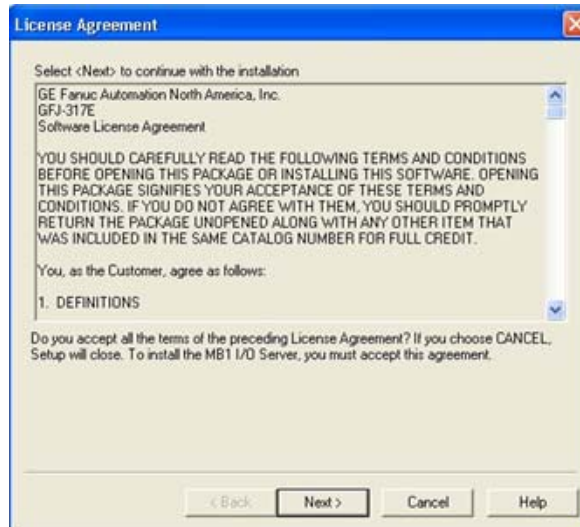 License Agreement
Select <Next> to continue with the installation
GE Fanuc Automation North America, Inc.
GFJ-317E
Software License Agreement
YOU SHOULD CAREFULLY READ THE FOLLOWING TERMS AND CONDITIONS
BEFORE OPENING THIS PACKAGE OR INSTALLING THIS SOFTWARE. OPENING
THIS PACKAGE SIGNIFIES YOUR ACCEPTANCE OF THESE TERMS AND
CONDITIONS. IF YOU DO NOT AGREE WITH THEM, YOU SHOULD PROMPTLY
RETURN THE PACKAGE UNOPENED ALONG WITH ANY OTHER ITEM THAT
WAS INCLUDED IN THE SAME CATALOG NUMBER FOR FULL CREDIT.
You, as the Customer, agree as follows:
1. DEFINITIONS
Do you accept all the terms of the preceding License Agreement? If you choose CANCEL,
Setup will close. To install the MB1 I/O Server, you must accept this agreement.
< Back Next > Cancel Help